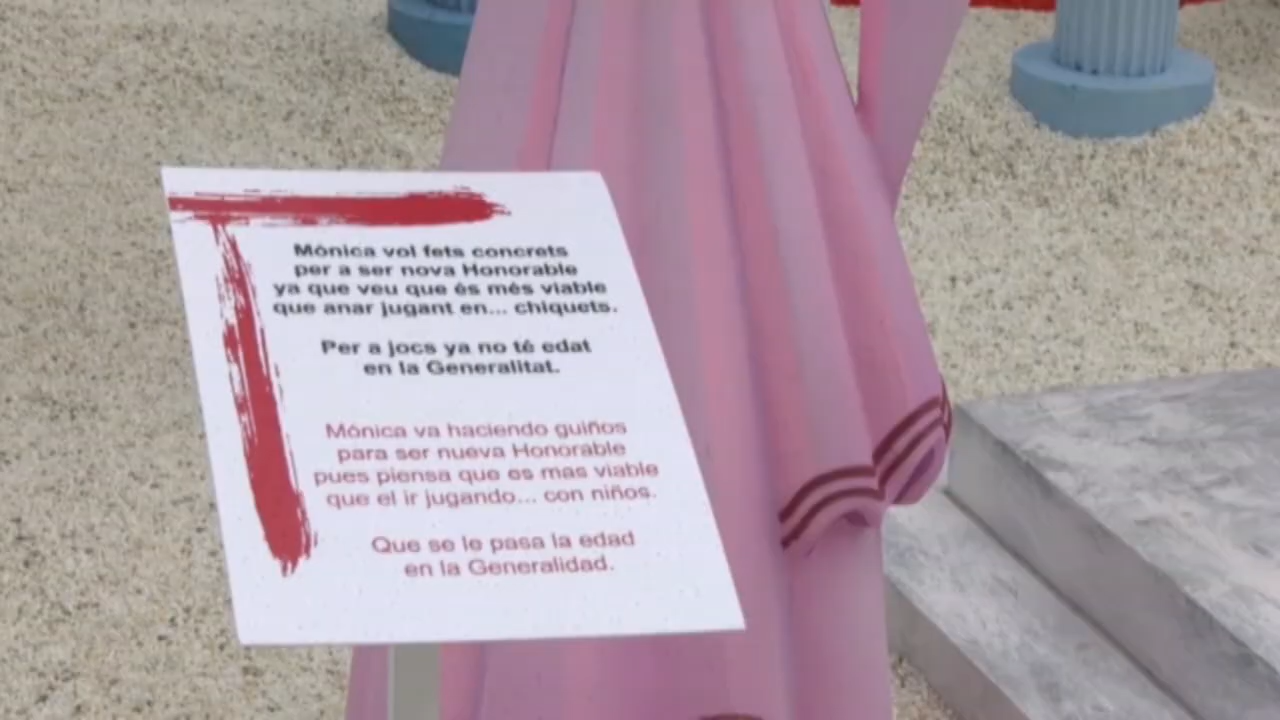 Mónica vol fets concrets
per a ser nova Honorable
ya que veu que és més viable
que anar jugant en... chiquets.
Per a jocs ya no té edat
en la Generalitat.
Mónica va haciendo guiños
para ser nueva Honorable
pues piensa que es mas viable
que el ir jugando... con niños.
Que se le pasa la edad
en la Generalidad.